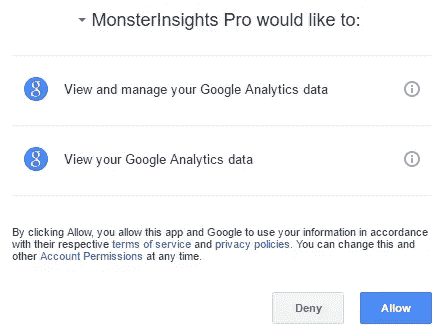 MonsterInsights Pro would like to:
View and manage your Google Analytics data
View your Google Analytics data
By clicking Allow, you allow this app and Google to use your information in accordance
with their respective terms of service and privacy policies. You can change this and
other Account Permissions at any time.
Deny
Allow